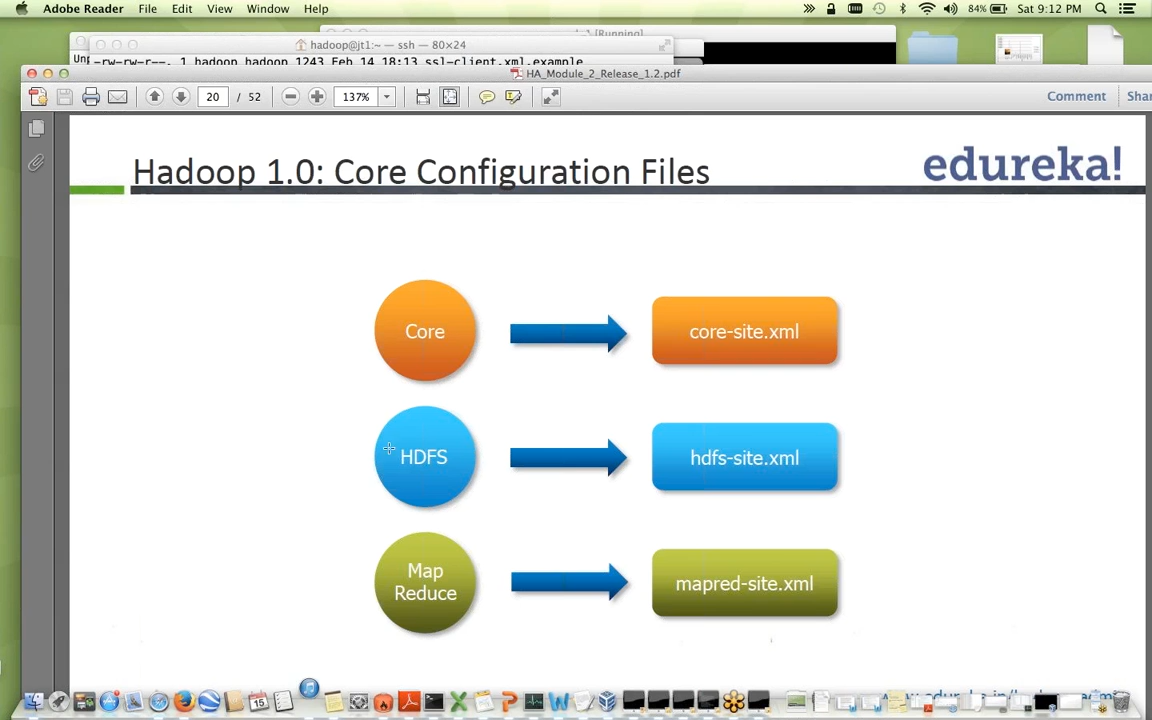 Adobe Reader File Edit View Window Help 84% Sat 9:12 PM
[Running]
hadoop@jt1:~ — ssh — 80×24
-rw-rw-r--. 1 hadoop hadoop 1243 Feb 14 18:13 ssl-client.xml.example
HA_Module_2_Release_1.2.pdf
20 / 52 137% Comment Shar
Hadoop 1.0: Core Configuration Files
edureka!
Core core-site.xml
HDFS hdfs-site.xml
Map
Reduce
mapred-site.xml
15